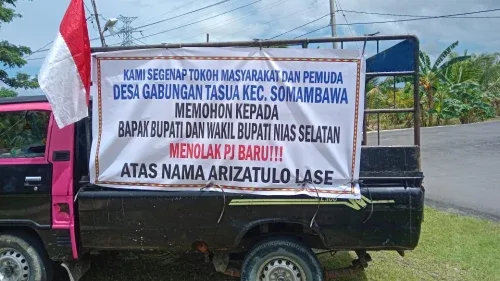 KAMI SEGENAP TOKOH MASYARAKAT DAN PEMUDA
DESA GABUNGAN TASUA KEC. SOMAMBAWA
MEMOHON KEPADA
BAPAK BUPATI DAN WAKIL BUPATI NIAS SELATAN
MENOLAK PJ BARU!!!
ATAS NAMA ARIZATULO LASE